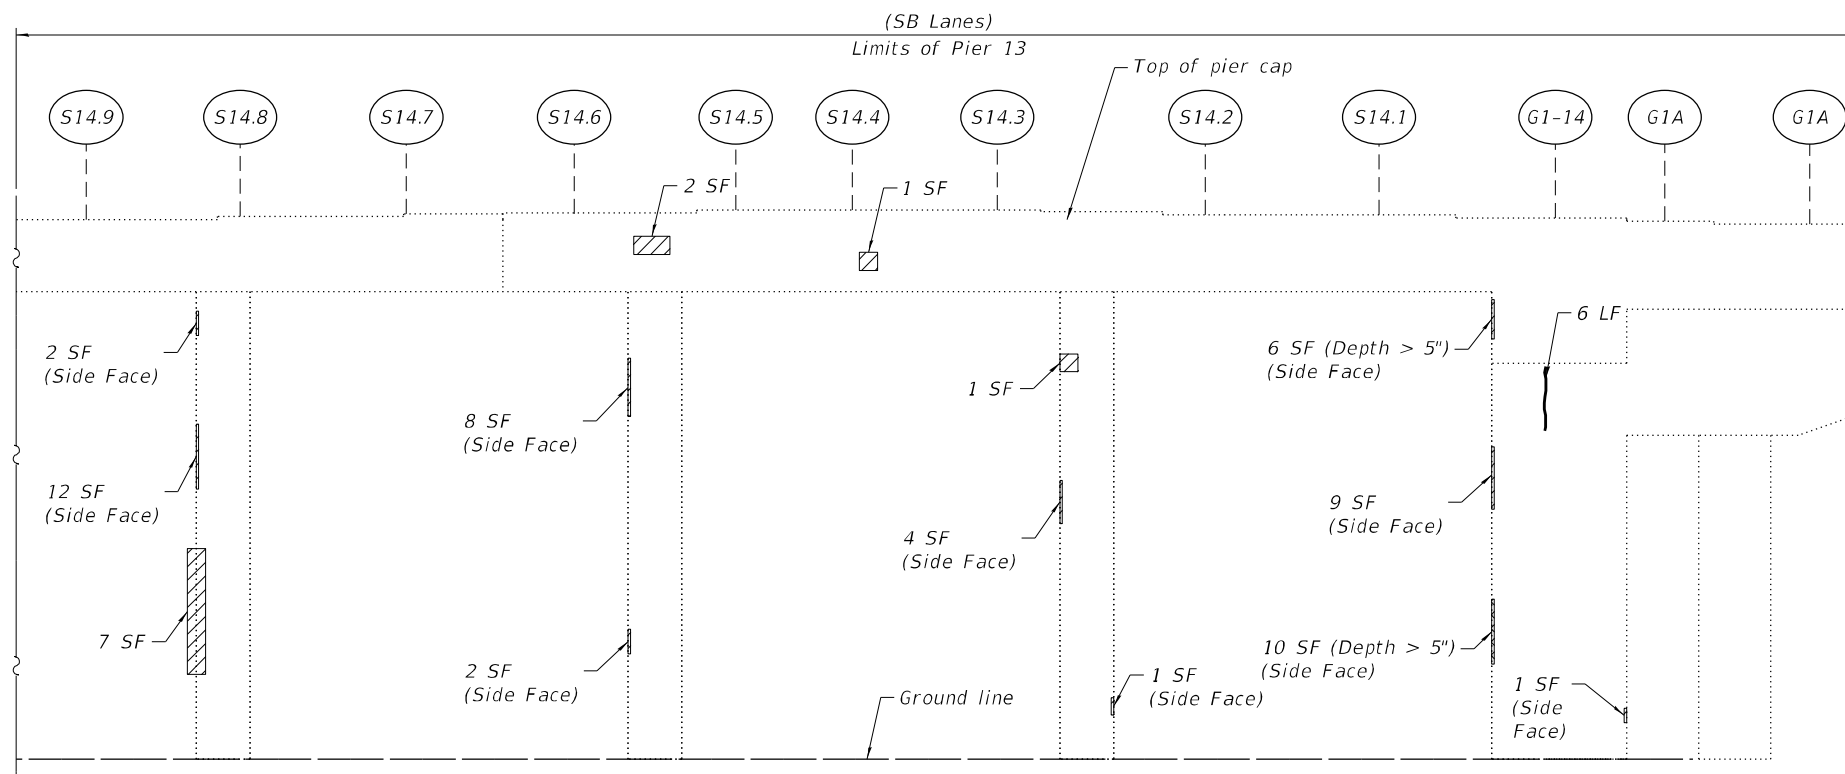 (SB Lanes)
Limits of Pier 13
Top of pier cap
S14.9
S14.8
S14.7
S14.6
S14.5
S14.4
S14.3
S14.2
S14.1
G1-14
G1A
G1A
2 SF
1 SF
6 LF
2 SF
(Side Face)
6 SF (Depth > 5")
(Side Face)
1 SF
8 SF
(Side Face)
12 SF
(Side Face)
9 SF
(Side Face)
4 SF
(Side Face)
7 SF
10 SF (Depth > 5")
(Side Face)
2 SF
(Side Face)
1 SF
(Side Face)
1 SF
(Side
Face)
Ground line